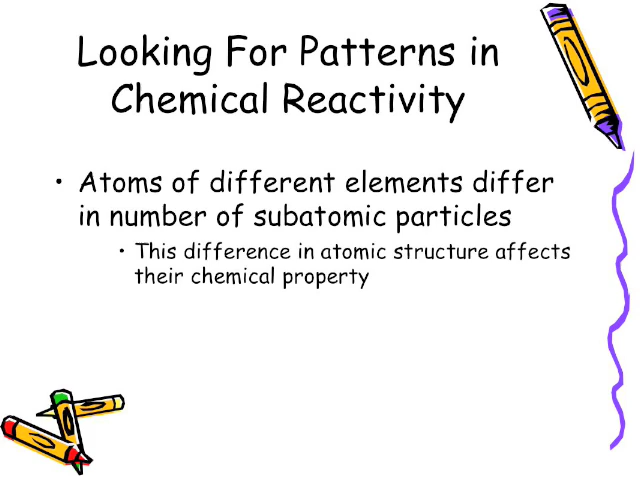 Looking For Patterns in
Chemical Reactivity
• Atoms of different elements differ
in number of subatomic particles
• This difference in atomic structure affects
their chemical property